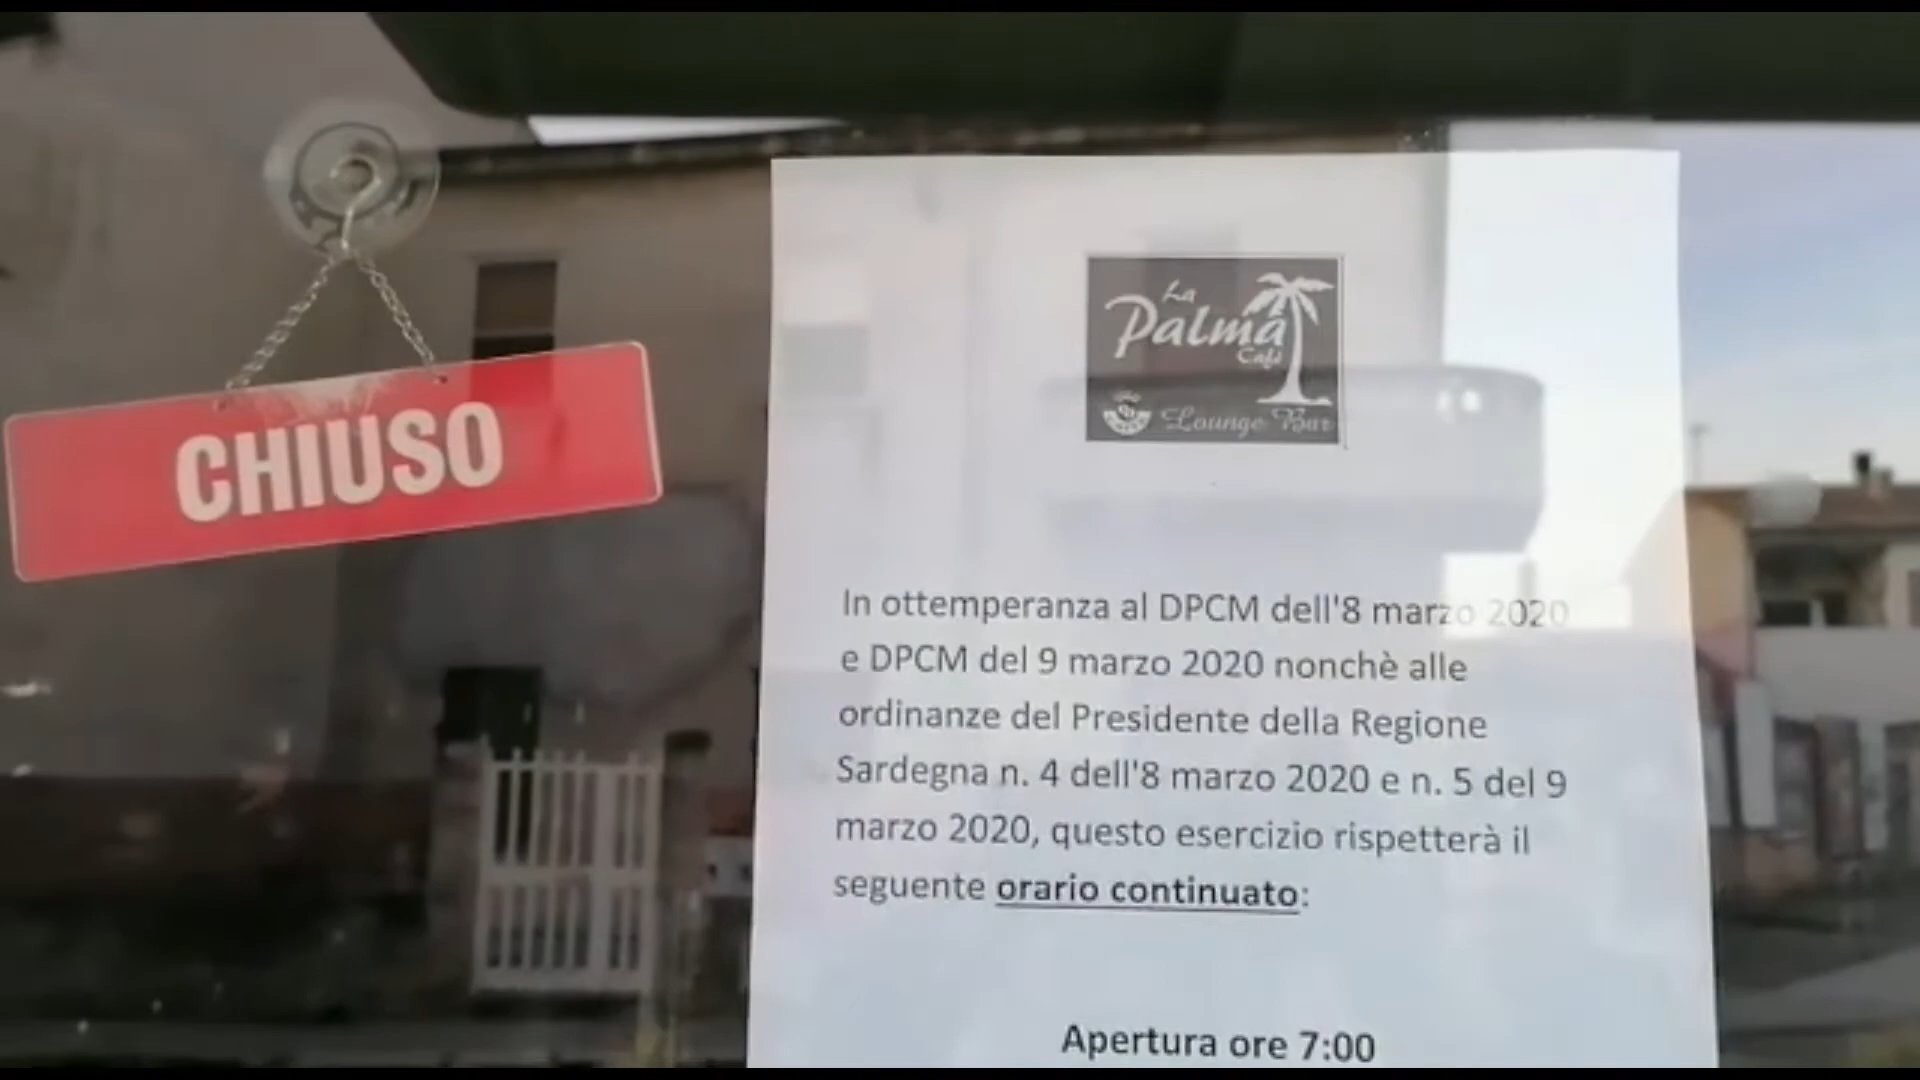 CHIUSO
La
Palma
Café
Lounge Bar
In ottemperanza al DPCM dell'8 marzo 2020
e DPCM del 9 marzo 2020 nonchè alle
ordinanze del Presidente della Regione
Sardegna n. 4 dell'8 marzo 2020 e n. 5 del 9
marzo 2020, questo esercizio rispetterà il
seguente orario continuato:
Apertura ore 7:00